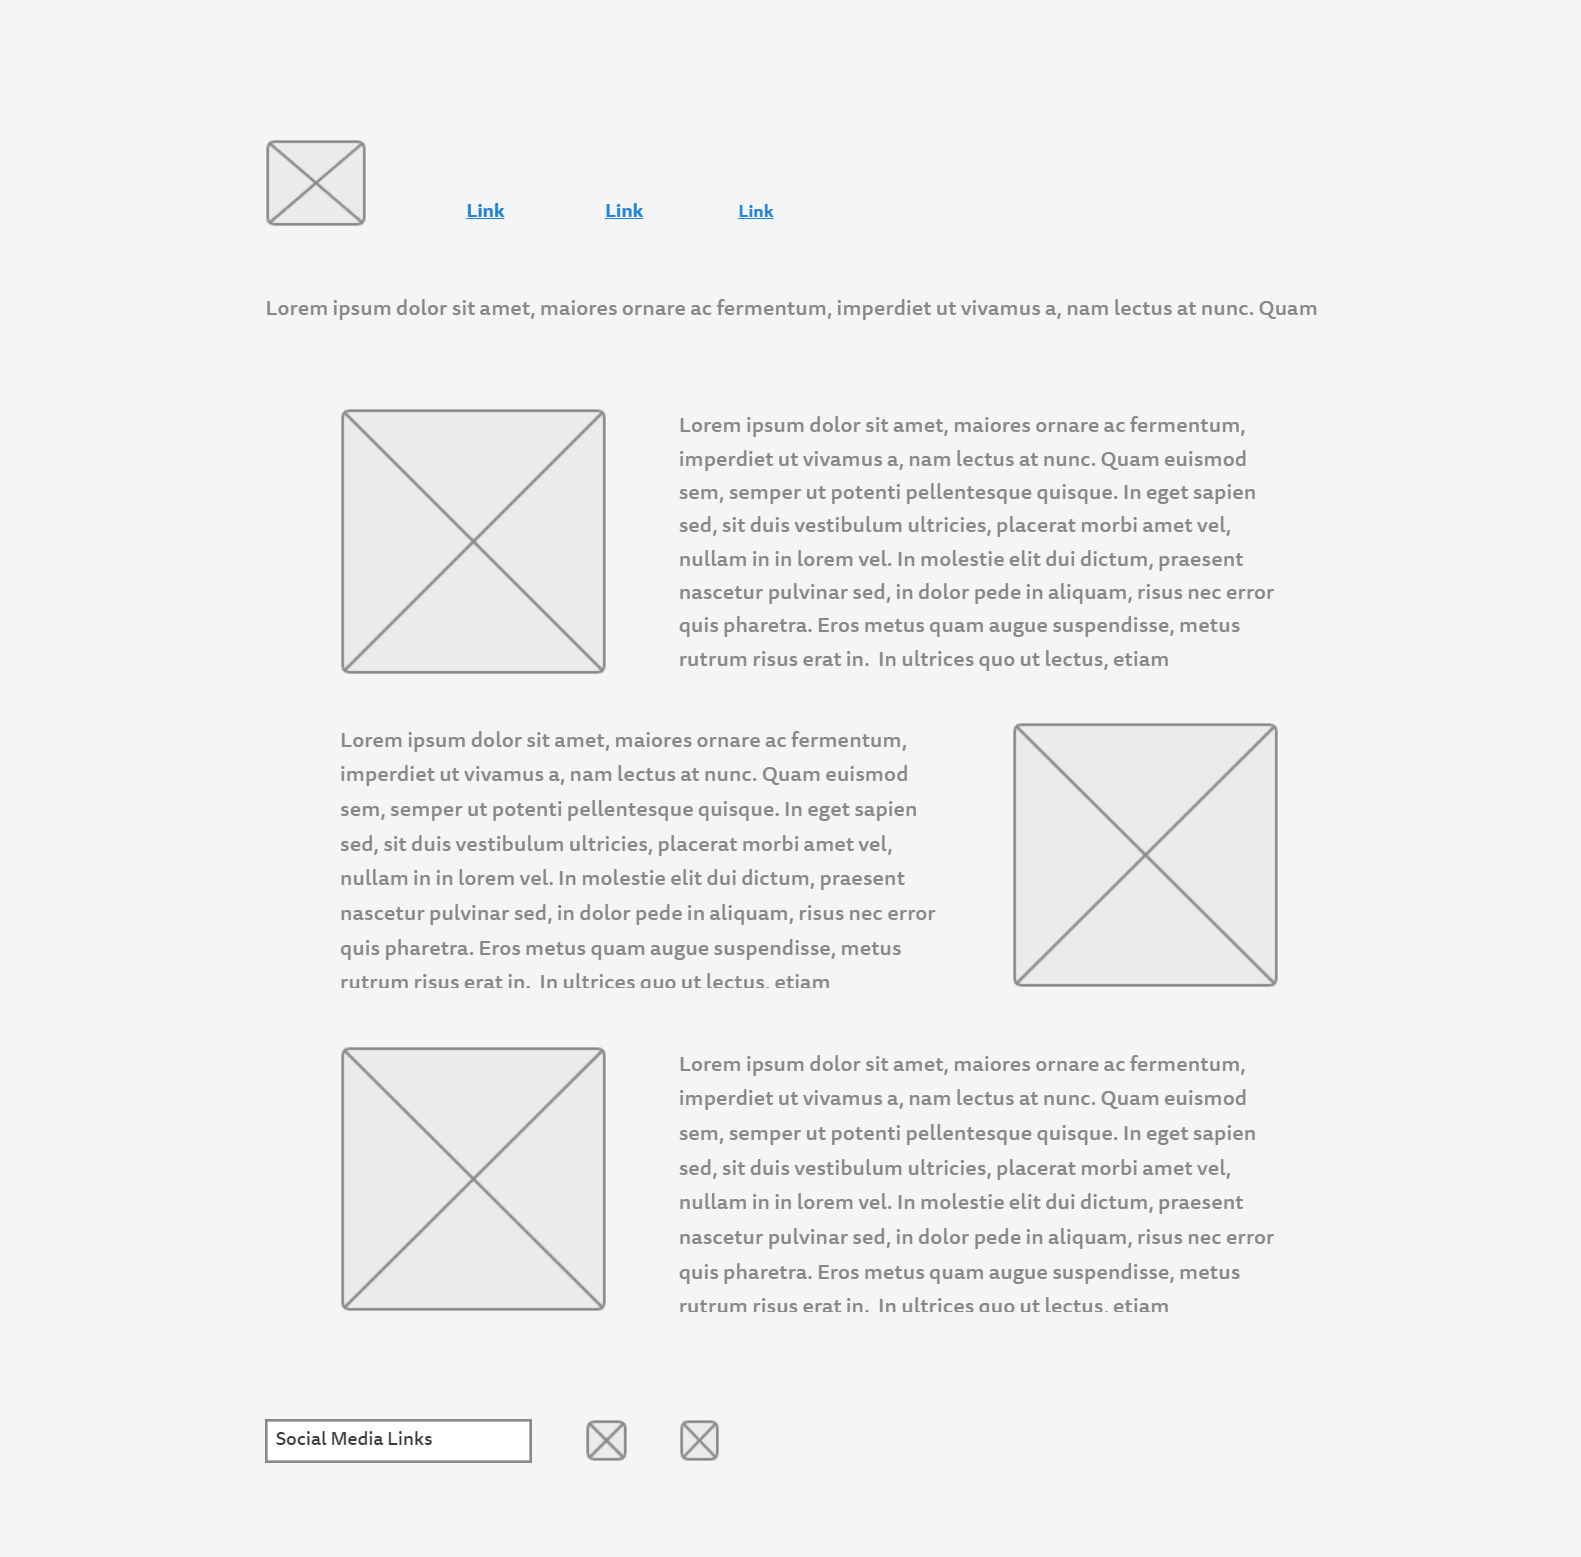 Link Link Link
Lorem ipsum dolor sit amet, maiores ornare ac fermentum, imperdiet ut vivamus a, nam lectus at nunc. Quam
Lorem ipsum dolor sit amet, maiores ornare ac fermentum,
imperdiet ut vivamus a, nam lectus at nunc. Quam euismod
sem, semper ut potenti pellentesque quisque. In eget sapien
sed, sit duis vestibulum ultricies, placerat morbi amet vel,
nullam in in lorem vel. In molestie elit dui dictum, praesent
nascetur pulvinar sed, in dolor pede in aliquam, risus nec error
quis pharetra. Eros metus quam augue suspendisse, metus
rutrum risus erat in.  In ultrices quo ut lectus, etiam
Lorem ipsum dolor sit amet, maiores ornare ac fermentum,
imperdiet ut vivamus a, nam lectus at nunc. Quam euismod
sem, semper ut potenti pellentesque quisque. In eget sapien
sed, sit duis vestibulum ultricies, placerat morbi amet vel,
nullam in in lorem vel. In molestie elit dui dictum, praesent
nascetur pulvinar sed, in dolor pede in aliquam, risus nec error
quis pharetra. Eros metus quam augue suspendisse, metus
rutrum risus erat in.  In ultrices quo ut lectus, etiam
Lorem ipsum dolor sit amet, maiores ornare ac fermentum,
imperdiet ut vivamus a, nam lectus at nunc. Quam euismod
sem, semper ut potenti pellentesque quisque. In eget sapien
sed, sit duis vestibulum ultricies, placerat morbi amet vel,
nullam in in lorem vel. In molestie elit dui dictum, praesent
nascetur pulvinar sed, in dolor pede in aliquam, risus nec error
quis pharetra. Eros metus quam augue suspendisse, metus
rutrum risus erat in.  In ultrices quo ut lectus, etiam
Social Media Links